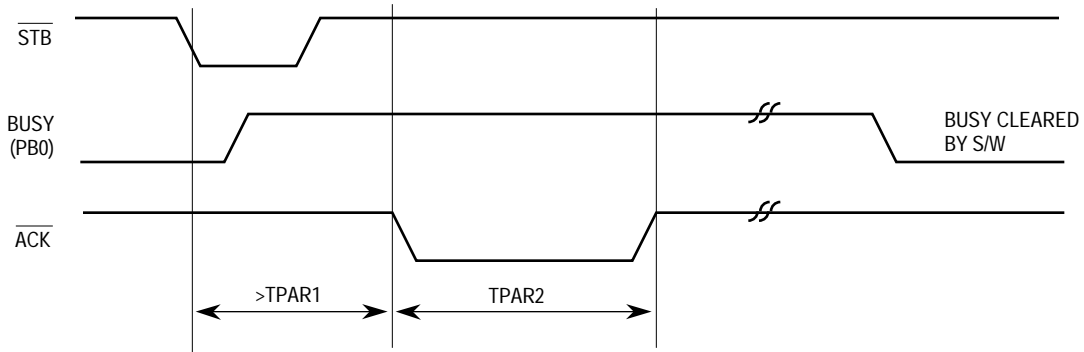 STB
BUSY
(PB0)
BUSY CLEARED
BY S/W
ACK
>TPAR1
TPAR2